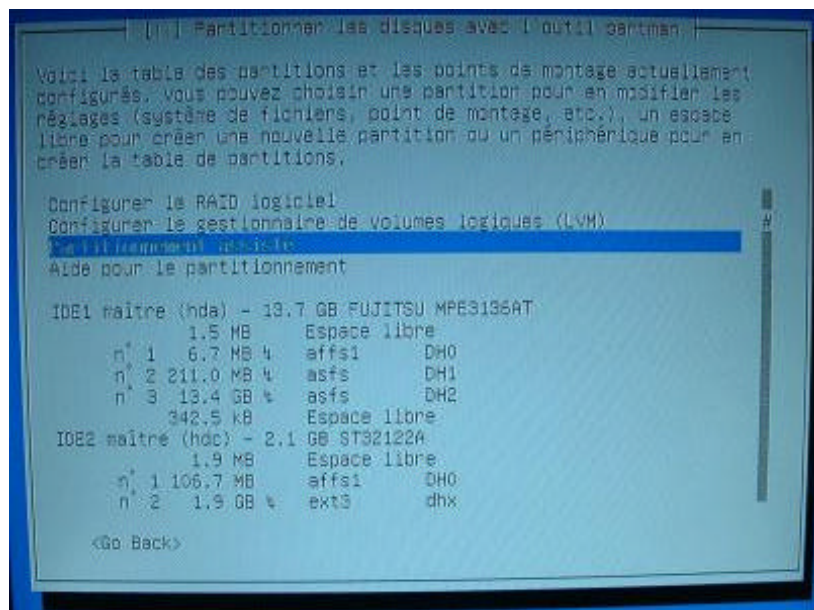 [!] Partitionner les disques avec l'outil partman
Voici la table des partitions et les points de montage actuellement
configurés. Vous pouvez choisir une partition pour en modifier les
réglages (système de fichiers, point de montage, etc.), un espace
libre pour créer une nouvelle partition ou un périphérique pour en
créer la table de partitions.
Configurer le RAID logiciel
Configurer le gestionnaire de volumes logiques (LVM)
Partitionnement assisté
Aide pour le partitionnement
IDE1 maître (hda) - 13.7 GB FUJITSU MPE3136AT
1.5 MB Espace libre
n° 1 6.7 MB affs1 DH0
n° 2 211.0 MB asfs DH1
n° 3 13.4 GB asfs DH2
342.5 kB Espace libre
IDE2 maître (hdc) - 2.1 GB ST32122A
1.9 MB Espace libre
n° 1 106.7 MB affs1 DH0
n° 2 1.9 GB ext3 dhx
<Go Back>